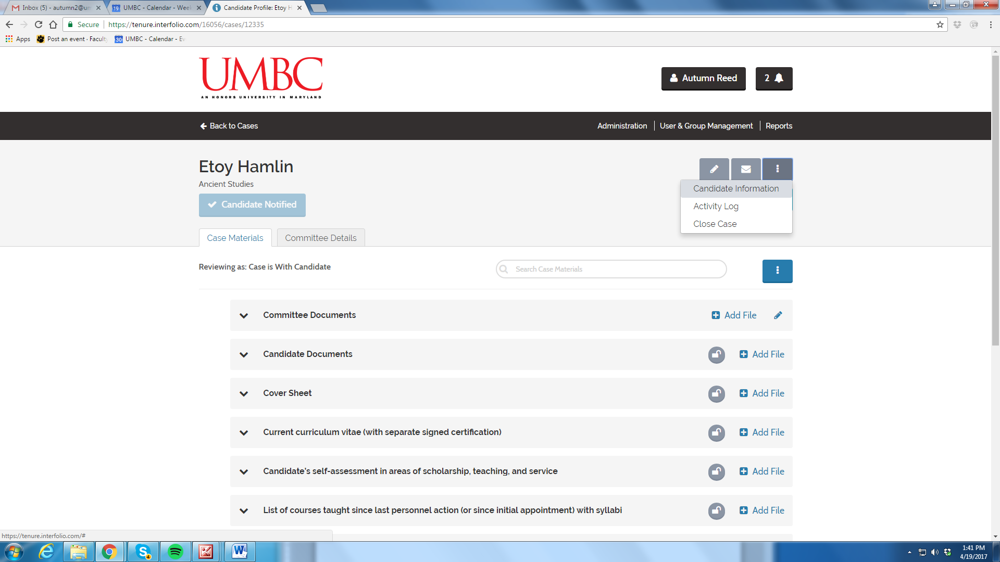 Inbox (5) - autumn2@um
UMBC - Calendar - Week
Candidate Profile: Etoy H
Secure
https://tenure.interfolio.com/16056/cases/12335
Apps
Post an event · Faculty
30
UMBC - Calendar - Ev
UMBC
AN HONORS UNIVERSITY IN MARYLAND
Autumn Reed
2
Back to Cases
Administration
User & Group Management
Reports
Etoy Hamlin
Ancient Studies
Candidate Notified
Candidate Information
Activity Log
Close Case
Case Materials
Committee Details
Reviewing as: Case is With Candidate
Search Case Materials
Committee Documents
Add File
Candidate Documents
Add File
Cover Sheet
Add File
Current curriculum vitae (with separate signed certification)
Add File
Candidate's self-assessment in areas of scholarship, teaching, and service
Add File
List of courses taught since last personnel action (or since initial appointment) with syllabi
Add File
https://tenure.interfolio.com/#
4
1:41 PM
4/19/2017